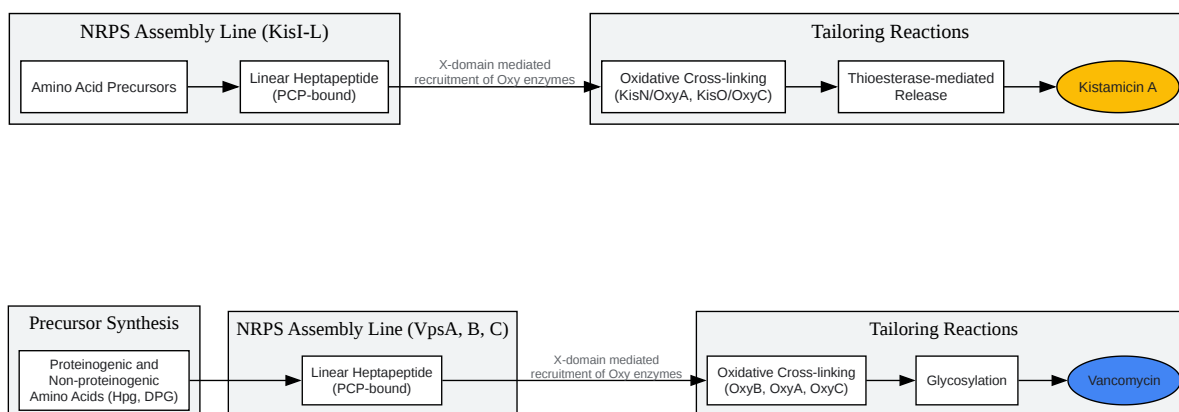 NRPS Assembly Line (KisI-L)
Tailoring Reactions
Amino Acid Precursors
Linear Heptapeptide
(PCP-bound)
X-domain mediated
recruitment of Oxy enzymes
Oxidative Cross-linking
(KisN/OxyA, KisO/OxyC)
Thioesterase-mediated
Release
Kistamicin A
Precursor Synthesis
NRPS Assembly Line (VpsA, B, C)
Tailoring Reactions
Proteinogenic and
Non-proteinogenic
Amino Acids (Hpg, DPG)
Linear Heptapeptide
(PCP-bound)
X-domain mediated
recruitment of Oxy enzymes
Oxidative Cross-linking
(OxyB, OxyA, OxyC)
Glycosylation
Vancomycin